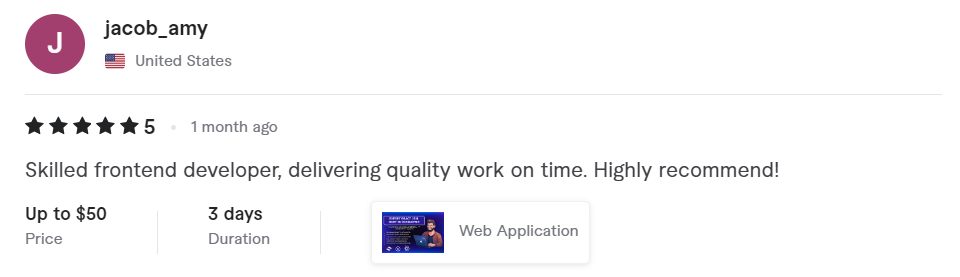 J
jacob_amy
United States
5 • 1 month ago
Skilled frontend developer, delivering quality work on time. Highly recommend!
Up to $50
Price
3 days
Duration
Web Application